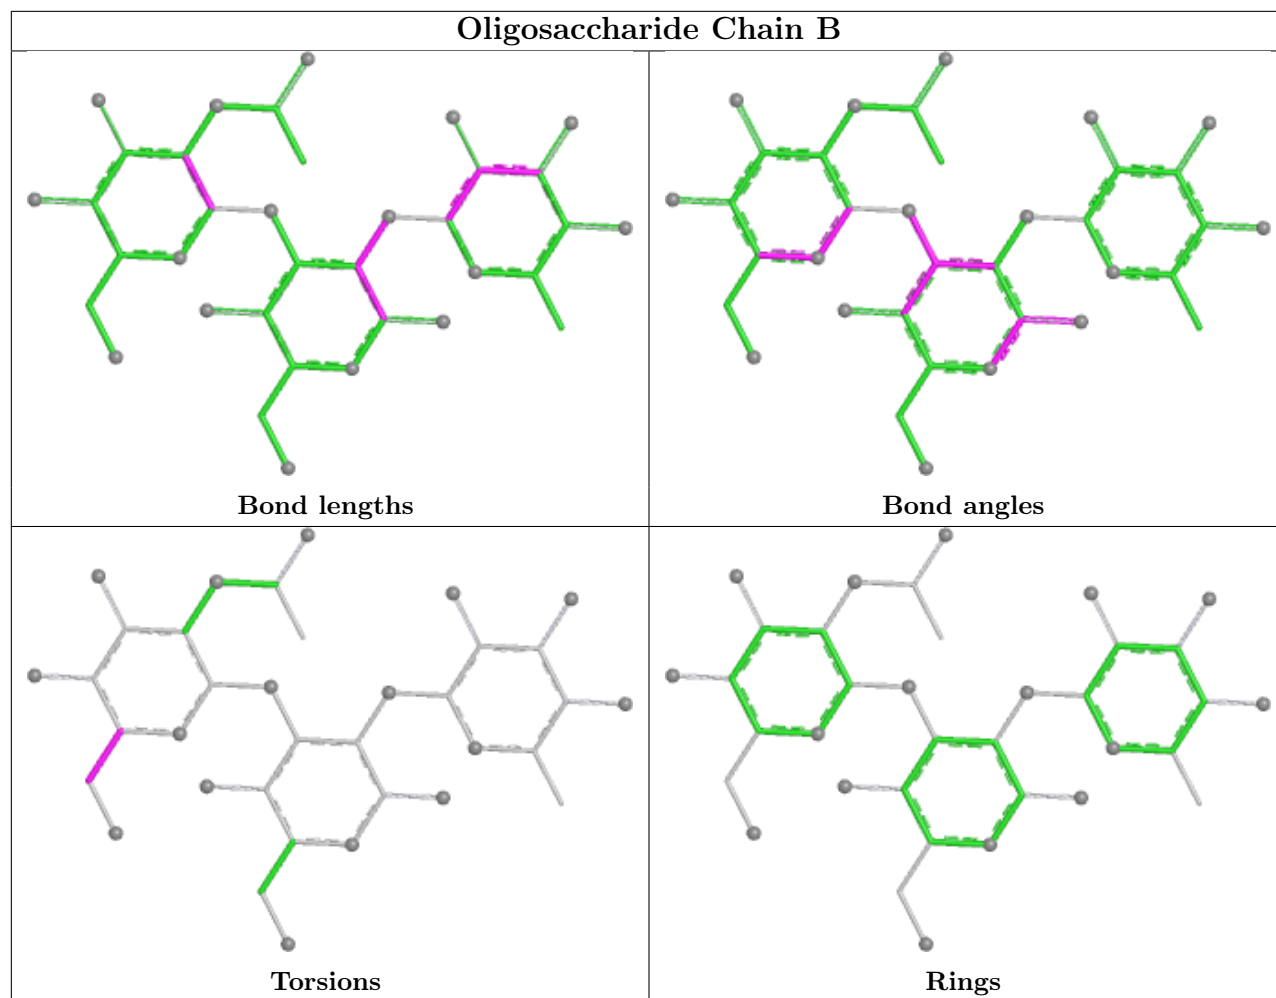 Oligosaccharide Chain B
Bond lengths
Bond angles
Torsions
Rings